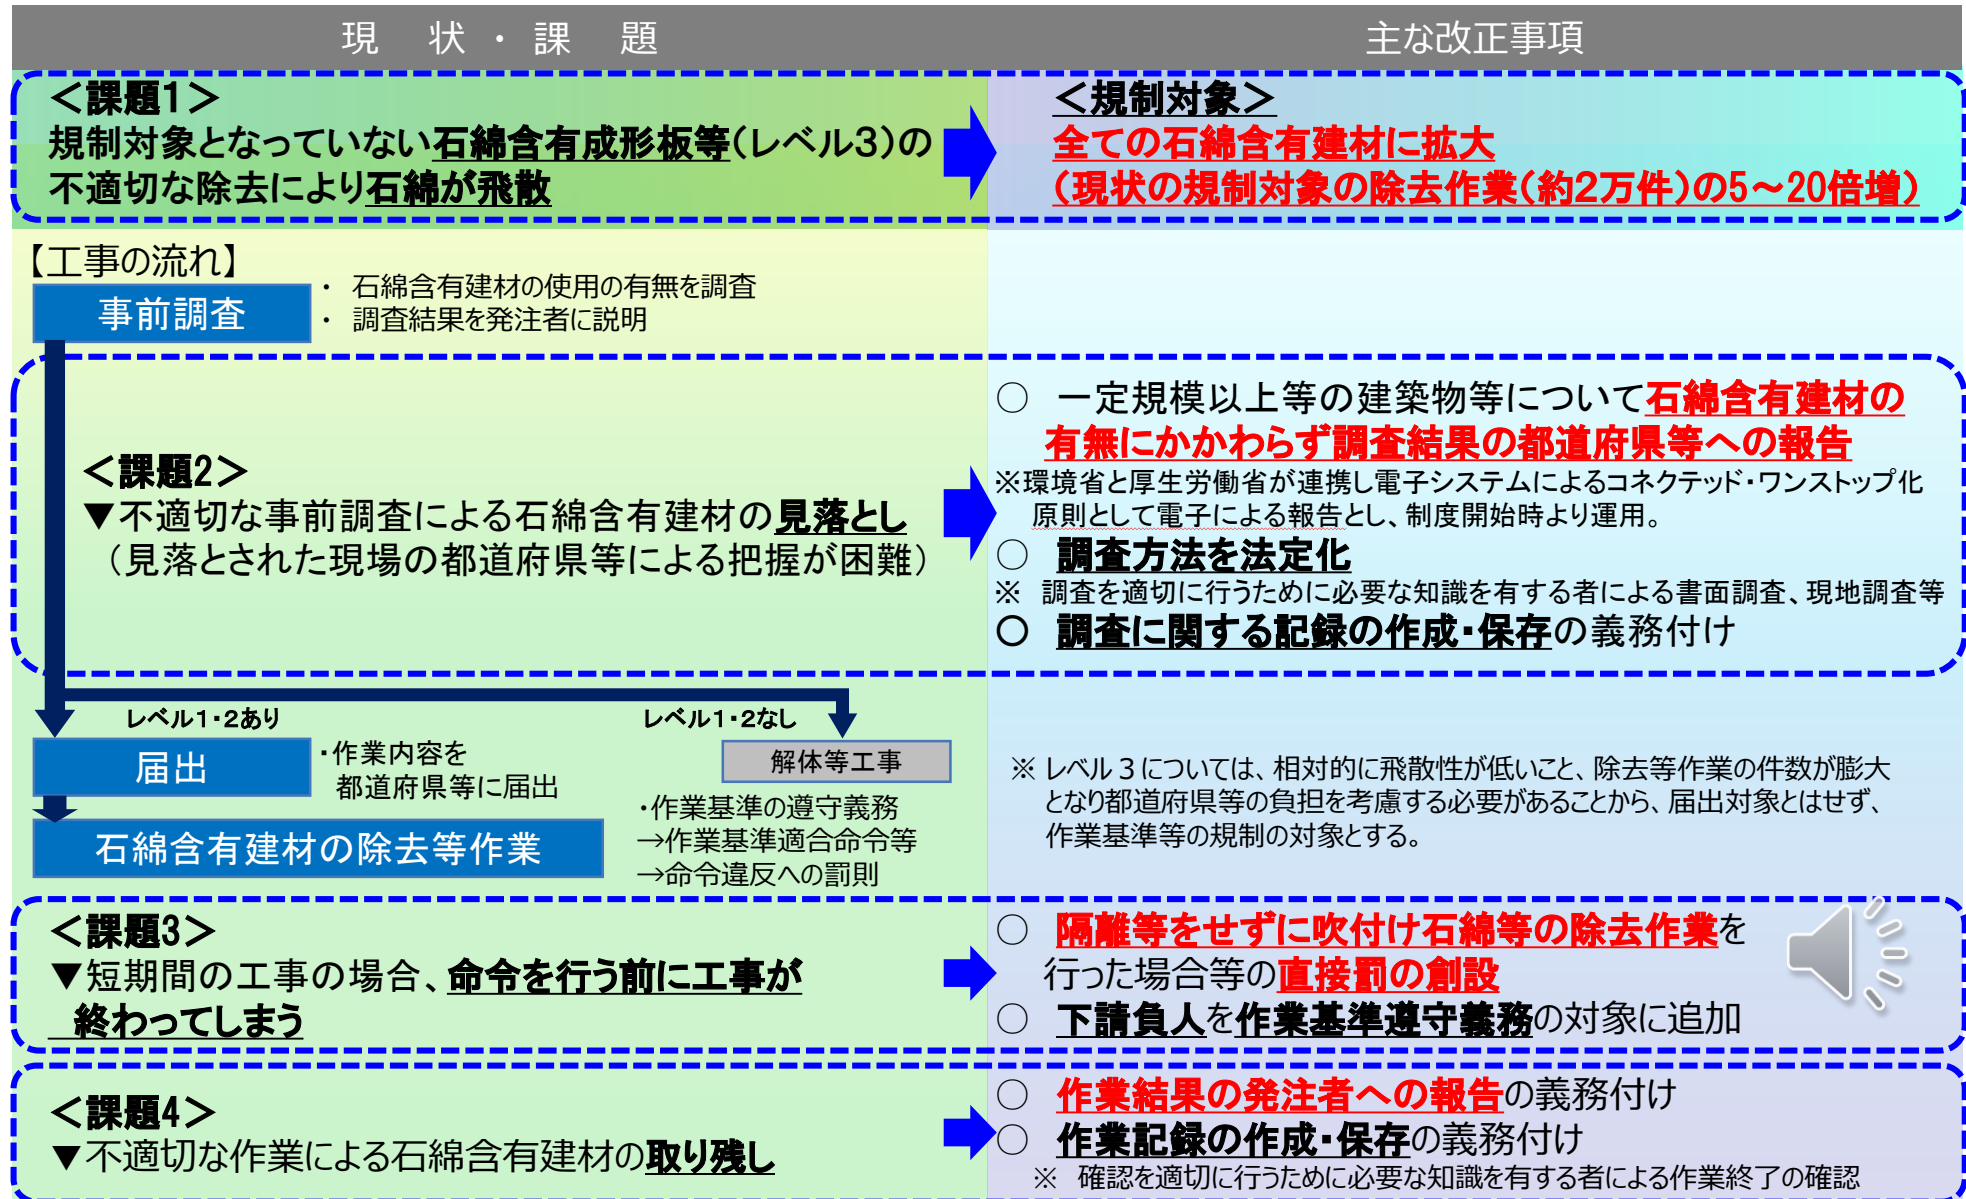 現 状・課 題
主な改正事項
＜課題1＞
規制対象となっていない石綿含有成形板等(レベル3)の
不適切な除去により石綿が飛散
＜規制対象＞
全ての石綿含有建材に拡大
（現状の規制対象の除去作業(約2万件)の5～20倍増）
【工事の流れ】
事前調査
・ 石綿含有建材の使用の有無を調査
・ 調査結果を発注者に説明
＜課題2＞
▼不適切な事前調査による石綿含有建材の見落とし
（見落とされた現場の都道府県等による把握が困難）
○ 一定規模以上等の建築物等について石綿含有建材の
有無にかかわらず調査結果の都道府県等への報告
※環境省と厚生労働省が連携し電子システムによるコネクテッド・ワンストップ化
原則として電子による報告とし、制度開始時より運用。
○ 調査方法を法定化
※ 調査を適切に行うために必要な知識を有する者による書面調査、現地調査等
○ 調査に関する記録の作成・保存の義務付け
レベル1・2あり
レベル1・2なし
届出
・作業内容を
都道府県等に届出
解体等工事
石綿含有建材の除去等作業
・作業基準の遵守義務
→作業基準適合命令等
→命令違反への罰則
※ レベル３については、相対的に飛散性が低いこと、除去等作業の件数が膨大
となり都道府県等の負担を考慮する必要があることから、届出対象とはせず、
作業基準等の規制の対象とする。
＜課題3＞
▼短期間の工事の場合、命令を行う前に工事が
終わってしまう
○ 隔離等をせずに吹付け石綿等の除去作業を
行った場合等の直接罰の創設
○ 下請負人を作業基準遵守義務の対象に追加
＜課題4＞
▼不適切な作業による石綿含有建材の取り残し
○ 作業結果の発注者への報告の義務付け
○ 作業記録の作成・保存の義務付け
※ 確認を適切に行うために必要な知識を有する者による作業終了の確認